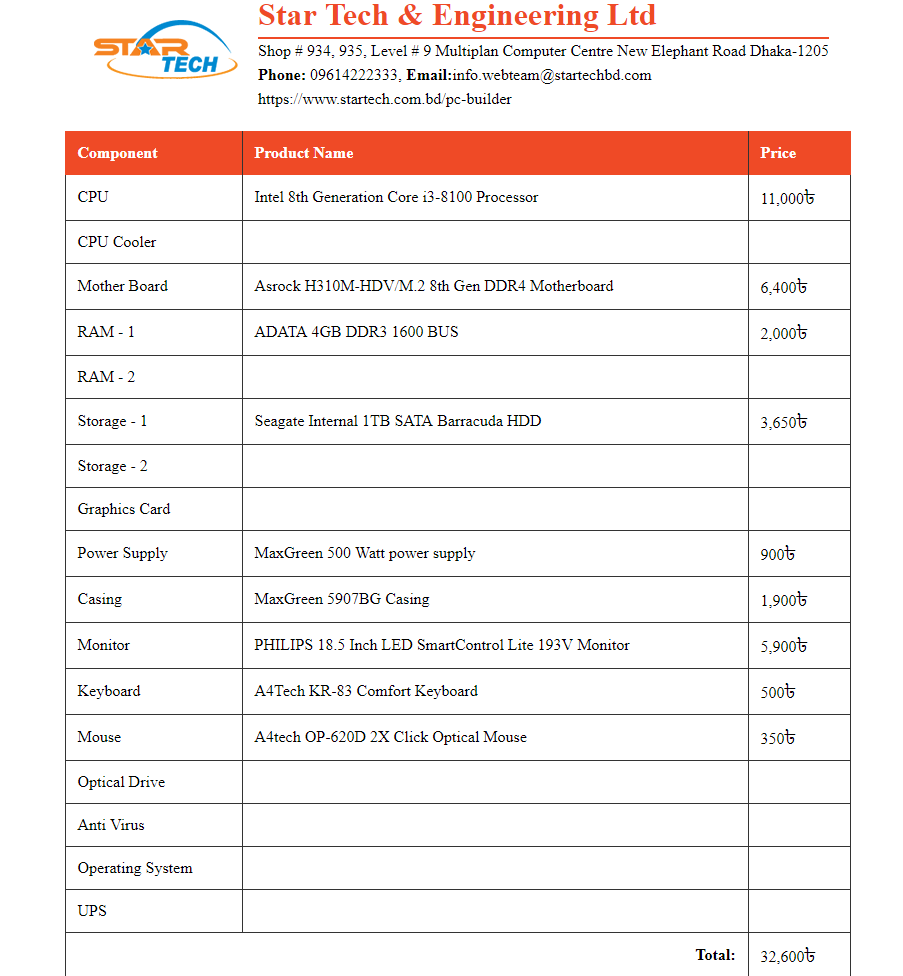 STAR
TECH
Star Tech & Engineering Ltd
Shop # 934, 935, Level # 9 Multiplan Computer Centre New Elephant Road Dhaka-1205
Phone: 09614222333, Email:info.webteam@startechbd.com
https://www.startech.com.bd/pc-builder
Component Product Name Price
CPU Intel 8th Generation Core i3-8100 Processor 11,000৳
CPU Cooler
Mother Board Asrock H310M-HDV/M.2 8th Gen DDR4 Motherboard 6,400৳
RAM - 1 ADATA 4GB DDR3 1600 BUS 2,000৳
RAM - 2
Storage - 1 Seagate Internal 1TB SATA Barracuda HDD 3,650৳
Storage - 2
Graphics Card
Power Supply MaxGreen 500 Watt power supply 900৳
Casing MaxGreen 5907BG Casing 1,900৳
Monitor PHILIPS 18.5 Inch LED SmartControl Lite 193V Monitor 5,900৳
Keyboard A4Tech KR-83 Comfort Keyboard 500৳
Mouse A4tech OP-620D 2X Click Optical Mouse 350৳
Optical Drive
Anti Virus
Operating System
UPS
Total: 32,600৳